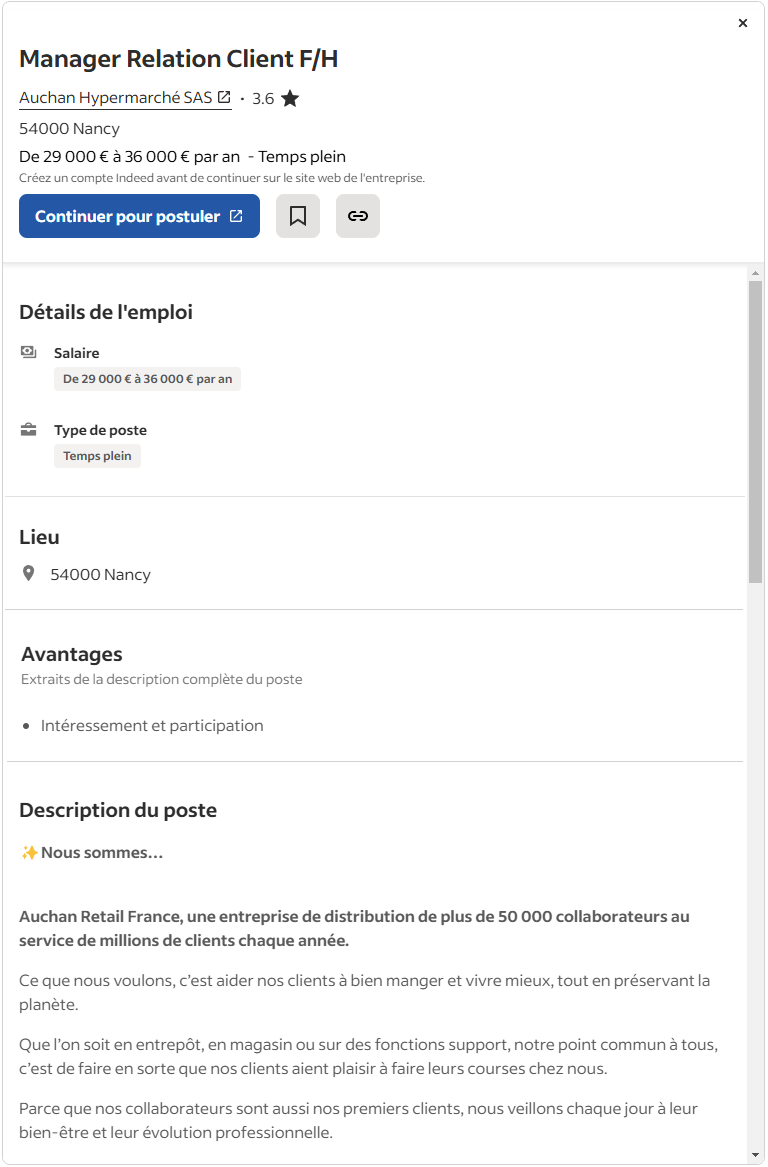 Manager Relation Client F/H
Auchan Hypermarché SAS · 3.6
54000 Nancy
De 29 000 € à 36 000 € par an - Temps plein
Créez un compte Indeed avant de continuer sur le site web de l'entreprise.
Continuer pour postuler
Détails de l'emploi
Salaire
De 29 000 € à 36 000 € par an
Type de poste
Temps plein
Lieu
54000 Nancy
Avantages
Extraits de la description complète du poste
• Intéressement et participation
Description du poste
✨ Nous sommes…
Auchan Retail France, une entreprise de distribution de plus de 50 000 collaborateurs au
service de millions de clients chaque année.
Ce que nous voulons, c’est aider nos clients à bien manger et vivre mieux, tout en préservant la
planète.
Que l’on soit en entrepôt, en magasin ou sur des fonctions support, notre point commun à tous,
c’est de faire en sorte que nos clients aient plaisir à faire leurs courses chez nous.
Parce que nos collaborateurs sont aussi nos premiers clients, nous veillons chaque jour à leur
bien-être et leur évolution professionnelle.